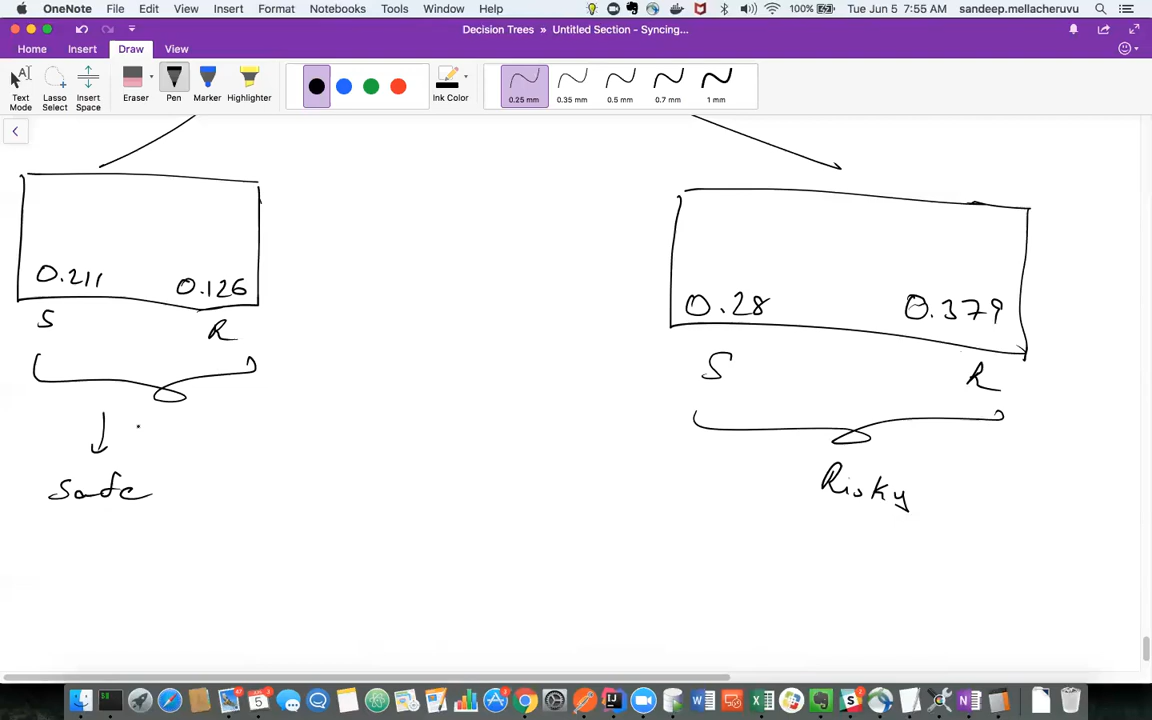 OneNote File Edit View Insert Format Notebooks Tools Window Help 100% Tue Jun 5 7:55 AM sandeep.mellacheruvu
Decision Trees » Untitled Section - Syncing...
Home Insert Draw View
Text Mode
Lasso Select
Insert Space
Eraser
Pen
Marker
Highlighter
Ink Color
0.25 mm
0.35 mm
0.5 mm
0.7 mm
1 mm
0.211 0.126
S R
Safe
0.28 0.379
S R
Risky